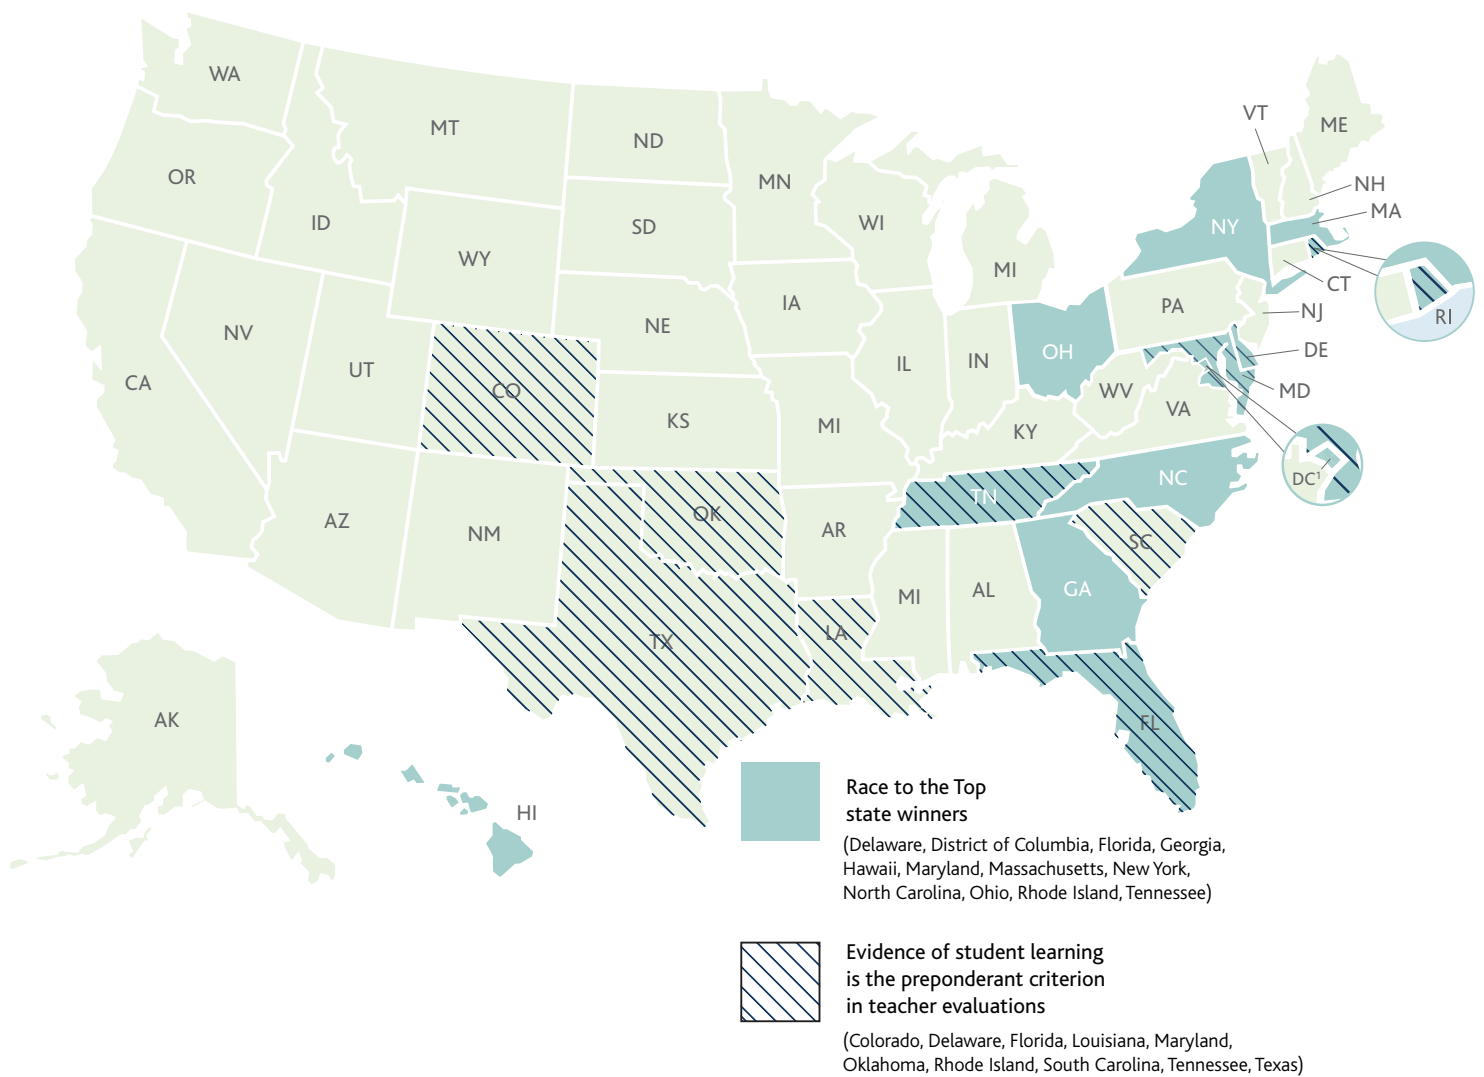 WA
MT
ND
MN
OR
ID
SD
WI
WY
MI
VT
ME
NH
MA
NY
CT
RI
NJ
PA
DE
MD
IA
NE
NV
UT
CO
CA
IL
IN
OH
WV
VA
KS
MI
KY
DC¹
NC
TN
AZ
NM
OK
AR
SC
MI
AL
GA
TX
LA
FL
AK
HI
Race to the Top
state winners
(Delaware, District of Columbia, Florida, Georgia,
Hawaii, Maryland, Massachusetts, New York,
North Carolina, Ohio, Rhode Island, Tennessee)
Evidence of student learning
is the preponderant criterion
in teacher evaluations
(Colorado, Delaware, Florida, Louisiana, Maryland,
Oklahoma, Rhode Island, South Carolina, Tennessee, Texas)